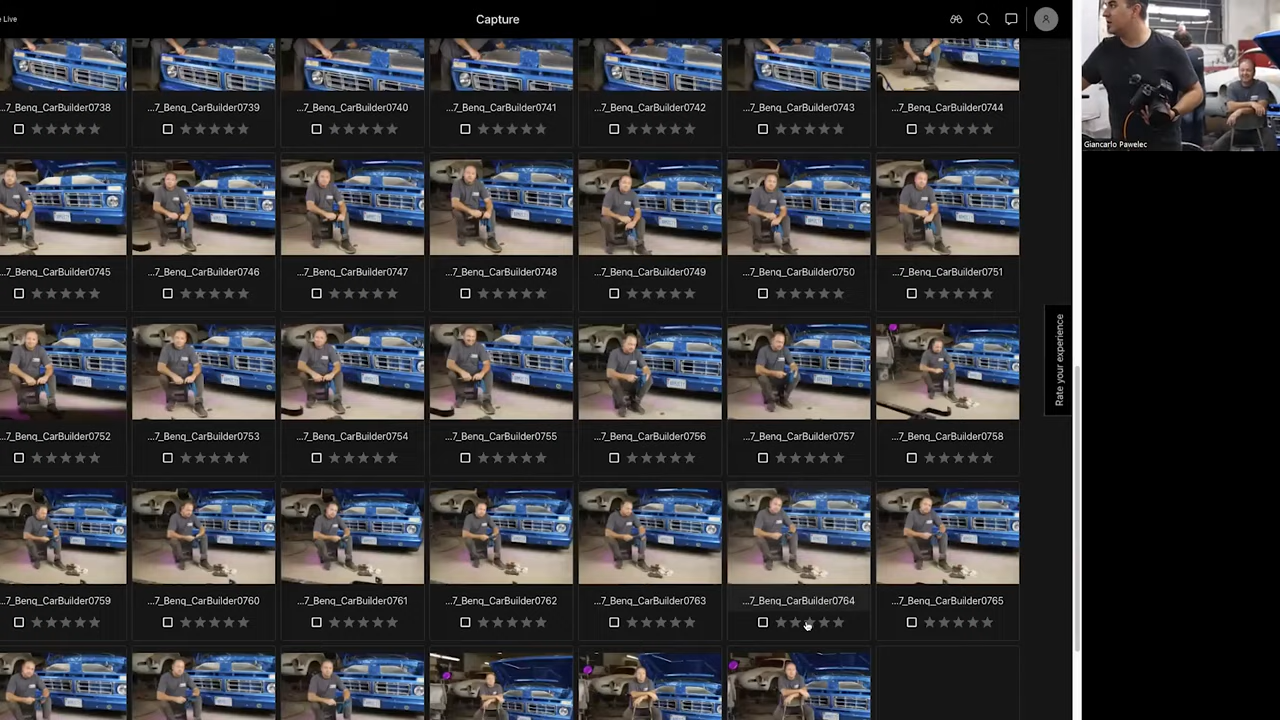 e Live
Capture
...7_Benq_CarBuilder0738
...7_Benq_CarBuilder0739
...7_Benq_CarBuilder0740
...7_Benq_CarBuilder0741
...7_Benq_CarBuilder0742
...7_Benq_CarBuilder0743
...7_Benq_CarBuilder0744
...7_Benq_CarBuilder0745
...7_Benq_CarBuilder0746
...7_Benq_CarBuilder0747
...7_Benq_CarBuilder0748
...7_Benq_CarBuilder0749
...7_Benq_CarBuilder0750
...7_Benq_CarBuilder0751
...7_Benq_CarBuilder0752
...7_Benq_CarBuilder0753
...7_Benq_CarBuilder0754
...7_Benq_CarBuilder0755
...7_Benq_CarBuilder0756
...7_Benq_CarBuilder0757
...7_Benq_CarBuilder0758
...7_Benq_CarBuilder0759
...7_Benq_CarBuilder0760
...7_Benq_CarBuilder0761
...7_Benq_CarBuilder0762
...7_Benq_CarBuilder0763
...7_Benq_CarBuilder0764
...7_Benq_CarBuilder0765
Rate your experience
Giancarlo Pawelec